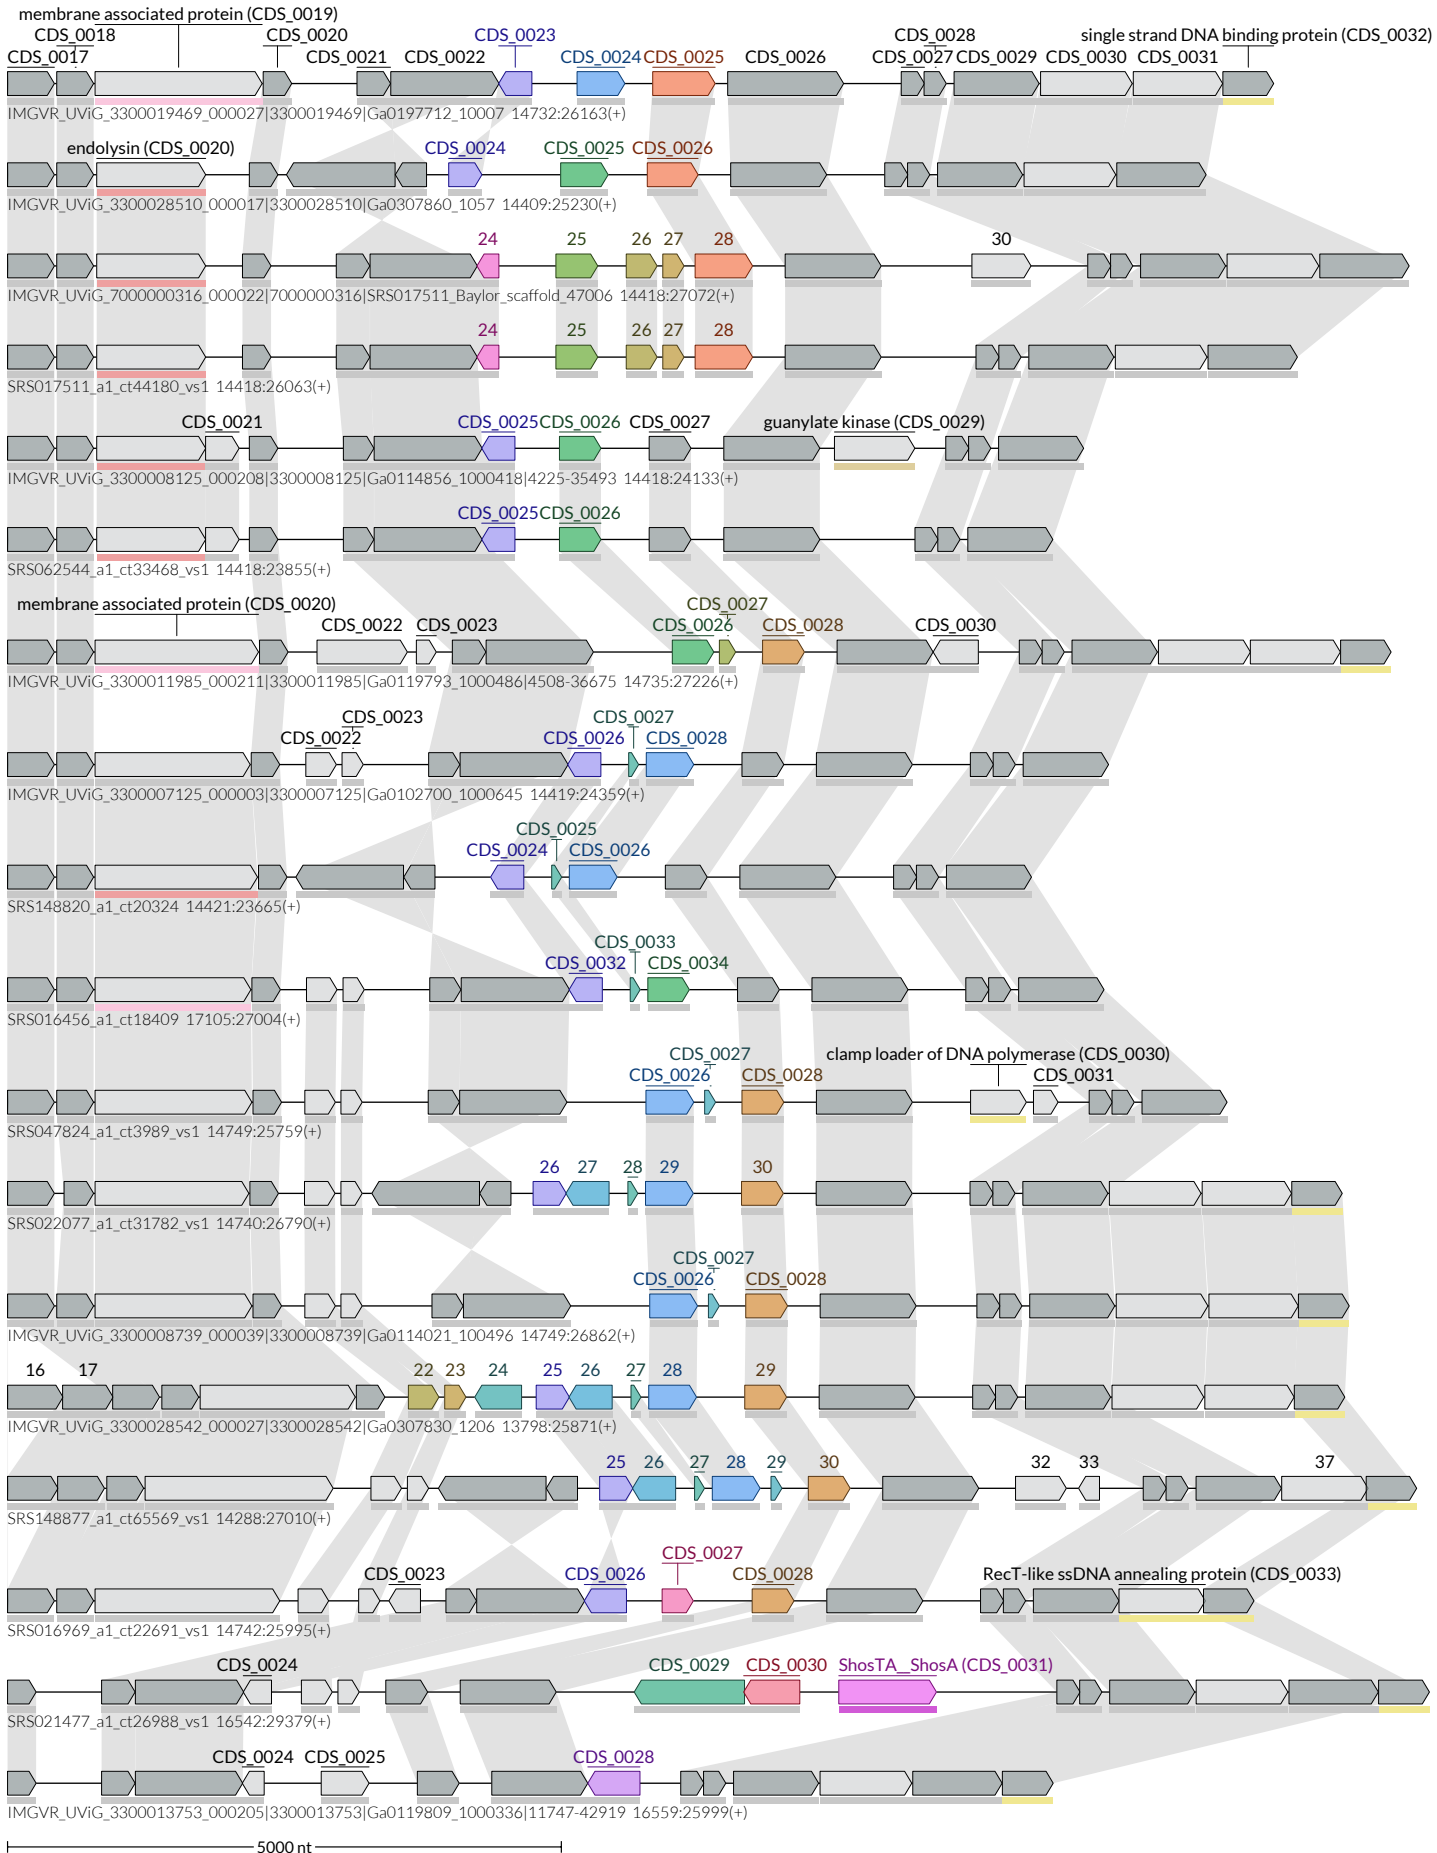 membrane associated protein (CDS_0019)
CDS_0018 CDS_0020 CDS_0023 CDS_0028 single strand DNA binding protein (CDS_0032)
CDS_0017 CDS_0021 CDS_0022 CDS_0024 CDS_0025 CDS_0026 CDS_0027 CDS_0029 CDS_0030 CDS_0031
IMGVR_UViG_3300019469_000027|3300019469|Ga0197712_10007 14732:26163(+)
endolysin (CDS_0020) CDS_0024 CDS_0025 CDS_0026
IMGVR_UViG_3300028510_000017|3300028510|Ga0307860_1057 14409:25230(+)
24 25 26 27 28 30
IMGVR_UViG_7000000316_000022|7000000316|SRS017511_Baylor_scaffold_47006 14418:27072(+)
24 25 26 27 28
SRS017511_a1_ct44180_vs1 14418:26063(+)
CDS_0021 CDS_0025 CDS_0026 CDS_0027 guanylate kinase (CDS_0029)
IMGVR_UViG_3300008125_000208|3300008125|Ga0114856_1000418|4225-35493 14418:24133(+)
CDS_0025 CDS_0026
SRS062544_a1_ct33468_vs1 14418:23855(+)
membrane associated protein (CDS_0020) CDS_0027
CDS_0022 CDS_0023 CDS_0026 CDS_0028 CDS_0030
IMGVR_UViG_3300011985_000211|3300011985|Ga0119793_1000486|4508-36675 14735:27226(+)
CDS_0023 CDS_0027
CDS_0022 CDS_0026 CDS_0028
IMGVR_UViG_3300007125_000003|3300007125|Ga0102700_1000645 14419:24359(+)
CDS_0025
CDS_0024 CDS_0026
SRS148820_a1_ct20324 14421:23665(+)
CDS_0033
CDS_0032 CDS_0034
SRS016456_a1_ct18409 17105:27004(+)
CDS_0027 clamp loader of DNA polymerase (CDS_0030)
CDS_0026 CDS_0028 CDS_0031
SRS047824_a1_ct3989_vs1 14749:25759(+)
26 27 28 29 30
SRS022077_a1_ct31782_vs1 14740:26790(+)
CDS_0027
CDS_0026 CDS_0028
IMGVR_UViG_3300008739_000039|3300008739|Ga0114021_100496 14749:26862(+)
16 17 22 23 24 25 26 27 28 29
IMGVR_UViG_3300028542_000027|3300028542|Ga0307830_1206 13798:25871(+)
25 26 27 28 29 30 32 33 37
SRS148877_a1_ct65569_vs1 14288:27010(+)
CDS_0027
CDS_0023 CDS_0026 CDS_0028 RecT-like ssDNA annealing protein (CDS_0033)
SRS016969_a1_ct22691_vs1 14742:25995(+)
CDS_0024 CDS_0029 CDS_0030 ShosTA__ShosA (CDS_0031)
SRS021477_a1_ct26988_vs1 16542:29379(+)
CDS_0024 CDS_0025 CDS_0028
IMGVR_UViG_3300013753_000205|3300013753|Ga0119809_1000336|11747-42919 16559:25999(+)
5000 nt